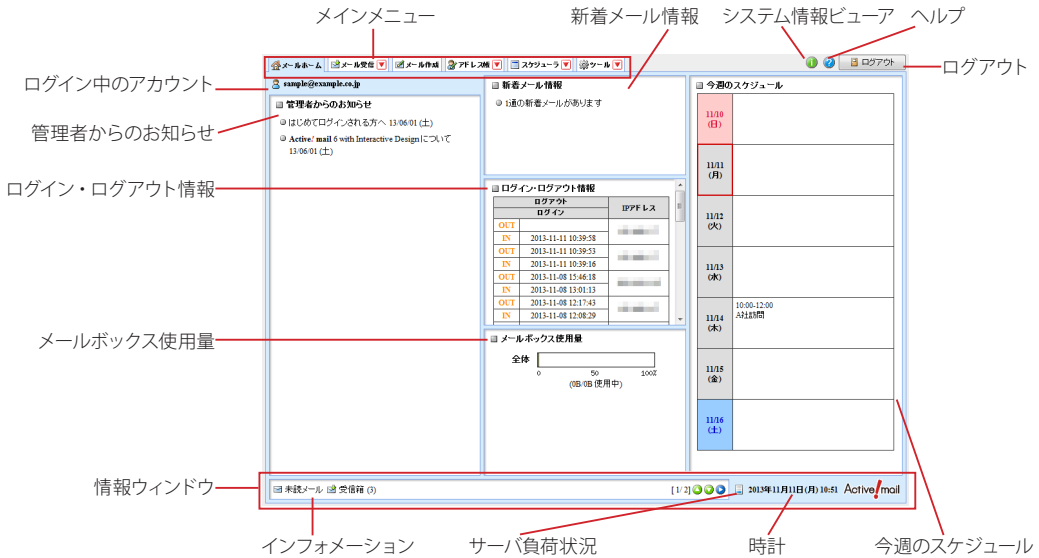 メインメニュー
新着メール情報
システム情報ビューア
ヘルプ
ログアウト
ログイン中のアカウント
管理者からのお知らせ
ログイン・ログアウト情報
メールボックス使用量
情報ウィンドウ
インフォメーション
サーバ負荷状況
時計
今週のスケジュール
メールホーム メール受信 メール作成 アドレス帳 スケジューラ ツール
ログアウト
sample@example.co.jp
管理者からのお知らせ
はじめてログインされる方へ 13/06/01 (土)
Active! mail 6 with Interactive Designについて
13/06/01 (土)
新着メール情報
1通の新着メールがあります
ログイン・ログアウト情報
ログアウト
ログイン
IPアドレス
OUT
IN 2013-11-11 10:39:58
OUT 2013-11-11 10:39:53
IN 2013-11-11 10:39:16
OUT 2013-11-08 15:46:18
IN 2013-11-08 13:01:13
OUT 2013-11-08 12:17:43
IN 2013-11-08 12:08:29
メールボックス使用量
全体
0 50 100%
(0B/0B 使用中)
今週のスケジュール
11/10
(日)
11/11
(月)
11/12
(火)
11/13
(水)
11/14
(木)
10:00-12:00
A社訪問
11/15
(金)
11/16
(土)
未読メール 受信箱 (3)
[1/2]
2013年11月11日(月) 10:51
Active! mail